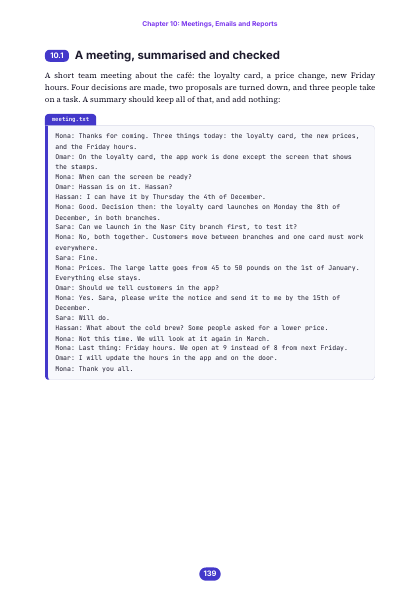 Chapter 10: Meetings, Emails and Reports
10.1 A meeting, summarised and checked
A short team meeting about the café: the loyalty card, a price change, new Friday
hours. Four decisions are made, two proposals are turned down, and three people take
on a task. A summary should keep all of that, and add nothing:
meeting.txt
Mona: Thanks for coming. Three things today: the loyalty card, the new prices,
and the Friday hours.
Omar: On the loyalty card, the app work is done except the screen that shows
the stamps.
Mona: When can the screen be ready?
Omar: Hassan is on it. Hassan?
Hassan: I can have it by Thursday the 4th of December.
Mona: Good. Decision then: the loyalty card launches on Monday the 8th of
December, in both branches.
Sara: Can we launch in the Nasr City branch first, to test it?
Mona: No, both together. Customers move between branches and one card must work
everywhere.
Sara: Fine.
Mona: Prices. The large latte goes from 45 to 50 pounds on the 1st of January.
Everything else stays.
Omar: Should we tell customers in the app?
Mona: Yes. Sara, please write the notice and send it to me by the 15th of
December.
Sara: Will do.
Hassan: What about the cold brew? Some people asked for a lower price.
Mona: Not this time. We will look at it again in March.
Mona: Last thing: Friday hours. We open at 9 instead of 8 from next Friday.
Omar: I will update the hours in the app and on the door.
Mona: Thank you all.
139